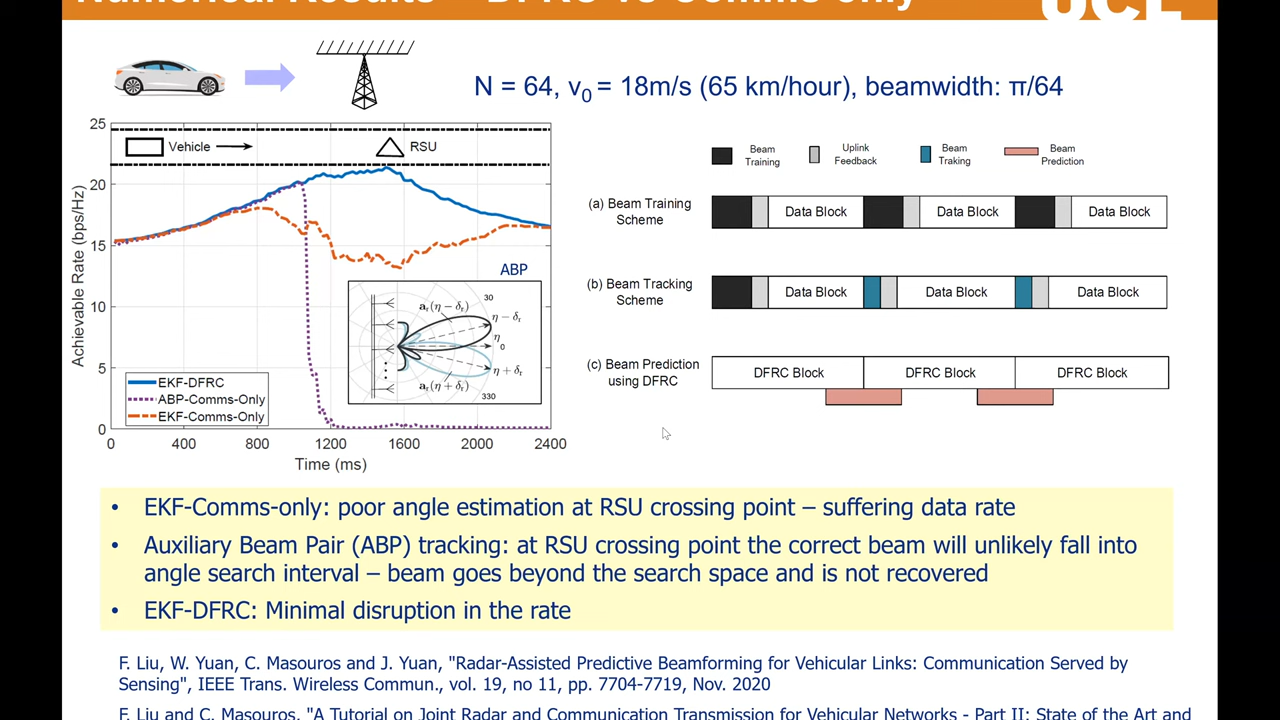 Numerical Results – DFRC vs Comms only
UCL
N = 64, v0 = 18m/s (65 km/hour), beamwidth: π/64
25
20
15
10
5
0
Achievable Rate (bps/Hz)
Vehicle
RSU
ABP
aᵣ(η − δᵣ)
30
η − δᵣ
η
0
η + δᵣ
aᵣ(η + δᵣ)
330
EKF-DFRC
ABP-Comms-Only
EKF-Comms-Only
0 400 800 1200 1600 2000 2400
Time (ms)
Beam Training
Uplink Feedback
Beam Traking
Beam Prediction
(a) Beam Training
Scheme
Data Block Data Block Data Block
(b) Beam Tracking
Scheme
Data Block Data Block Data Block
(c) Beam Prediction
using DFRC
DFRC Block DFRC Block DFRC Block
• EKF-Comms-only: poor angle estimation at RSU crossing point – suffering data rate
• Auxiliary Beam Pair (ABP) tracking: at RSU crossing point the correct beam will unlikely fall into
angle search interval – beam goes beyond the search space and is not recovered
• EKF-DFRC: Minimal disruption in the rate
F. Liu, W. Yuan, C. Masouros and J. Yuan, "Radar-Assisted Predictive Beamforming for Vehicular Links: Communication Served by
Sensing", IEEE Trans. Wireless Commun., vol. 19, no 11, pp. 7704-7719, Nov. 2020
F. Liu and C. Masouros, "A Tutorial on Joint Radar and Communication Transmission for Vehicular Networks - Part II: State of the Art and